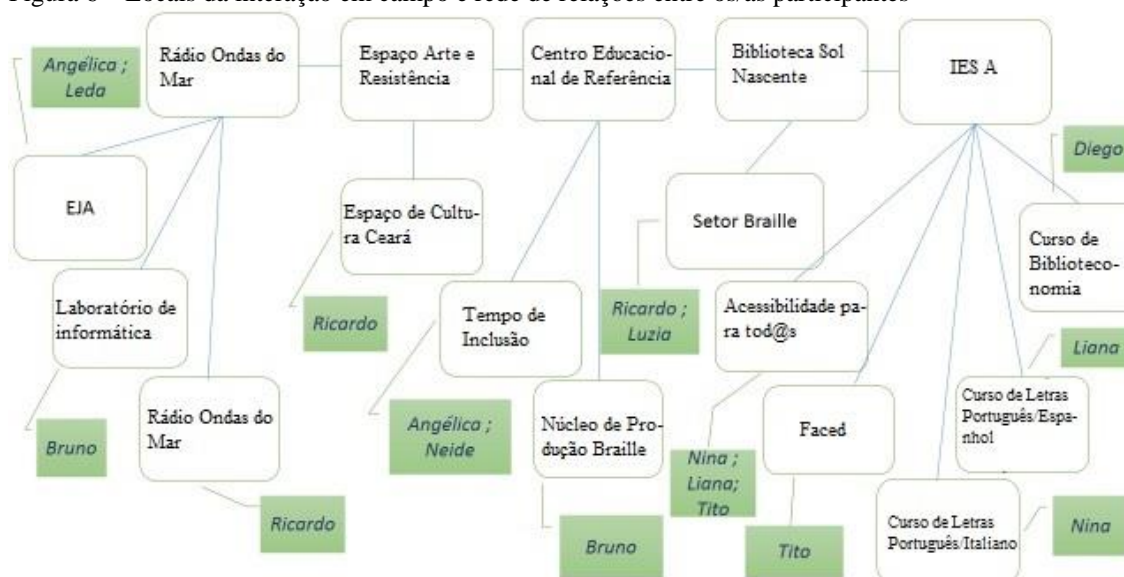 Figura 6 – Locais da interação em campo e rede de relações entre os/as participantes
Angélica ;
Leda
Rádio Ondas do
Mar
Espaço Arte e
Resistência
Centro Educacio-
nal de Referência
Biblioteca Sol
Nascente
IES A
EJA
Laboratório de
informática
Bruno
Rádio Ondas do
Mar
Ricardo
Espaço de Cultu-
ra Ceará
Ricardo
Tempo de
Inclusão
Angélica ;
Neide
Núcleo de Pro-
dução Braille
Bruno
Setor Braille
Ricardo ;
Luzia
Acessibilidade pa-
ra tod@s
Nina ;
Liana;
Tito
Faced
Tito
Curso de Letras
Português/Italiano
Nina
Curso de Letras
Português/Espa-
nhol
Liana
Curso de
Biblioteco-
nomia
Diego